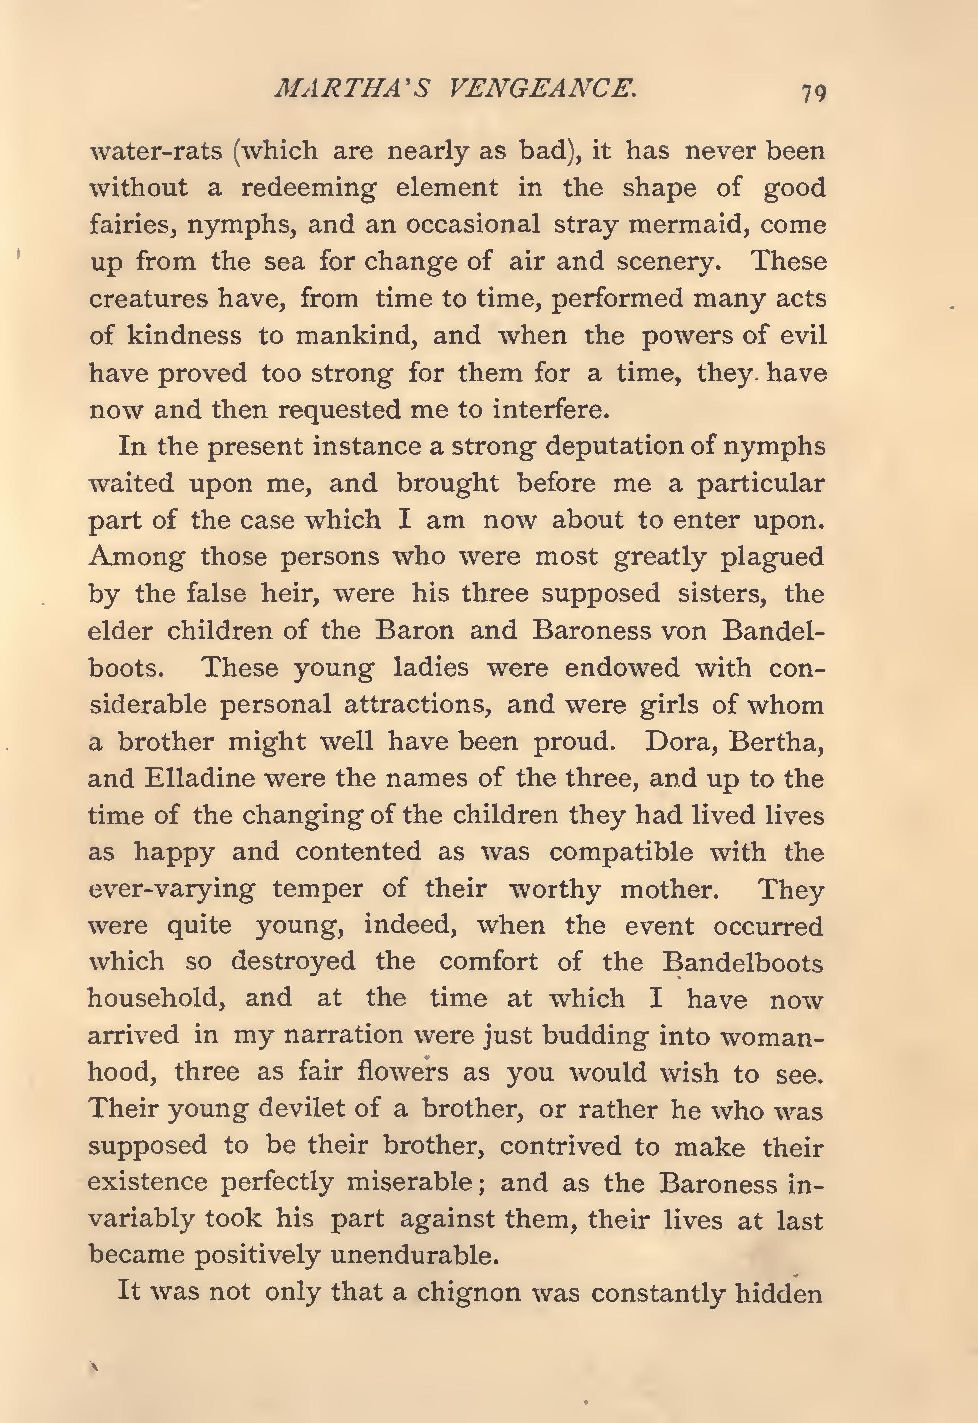 MARTHA'S VENGEANCE. 79
water-rats (which are nearly as bad), it has never been
without a redeeming element in the shape of good
fairies, nymphs, and an occasional stray mermaid, come
up from the sea for change of air and scenery. These
creatures have, from time to time, performed many acts
of kindness to mankind, and when the powers of evil
have proved too strong for them for a time, they have
now and then requested me to interfere.
In the present instance a strong deputation of nymphs
waited upon me, and brought before me a particular
part of the case which I am now about to enter upon.
Among those persons who were most greatly plagued
by the false heir, were his three supposed sisters, the
elder children of the Baron and Baroness von Bandel-
boots. These young ladies were endowed with con-
siderable personal attractions, and were girls of whom
a brother might well have been proud. Dora, Bertha,
and Elladine were the names of the three, and up to the
time of the changing of the children they had lived lives
as happy and contented as was compatible with the
ever-varying temper of their worthy mother. They
were quite young, indeed, when the event occurred
which so destroyed the comfort of the Bandelboots
household, and at the time at which I have now
arrived in my narration were just budding into woman-
hood, three as fair flowers as you would wish to see.
Their young devilet of a brother, or rather he who was
supposed to be their brother, contrived to make their
existence perfectly miserable; and as the Baroness in-
variably took his part against them, their lives at last
became positively unendurable.
It was not only that a chignon was constantly hidden